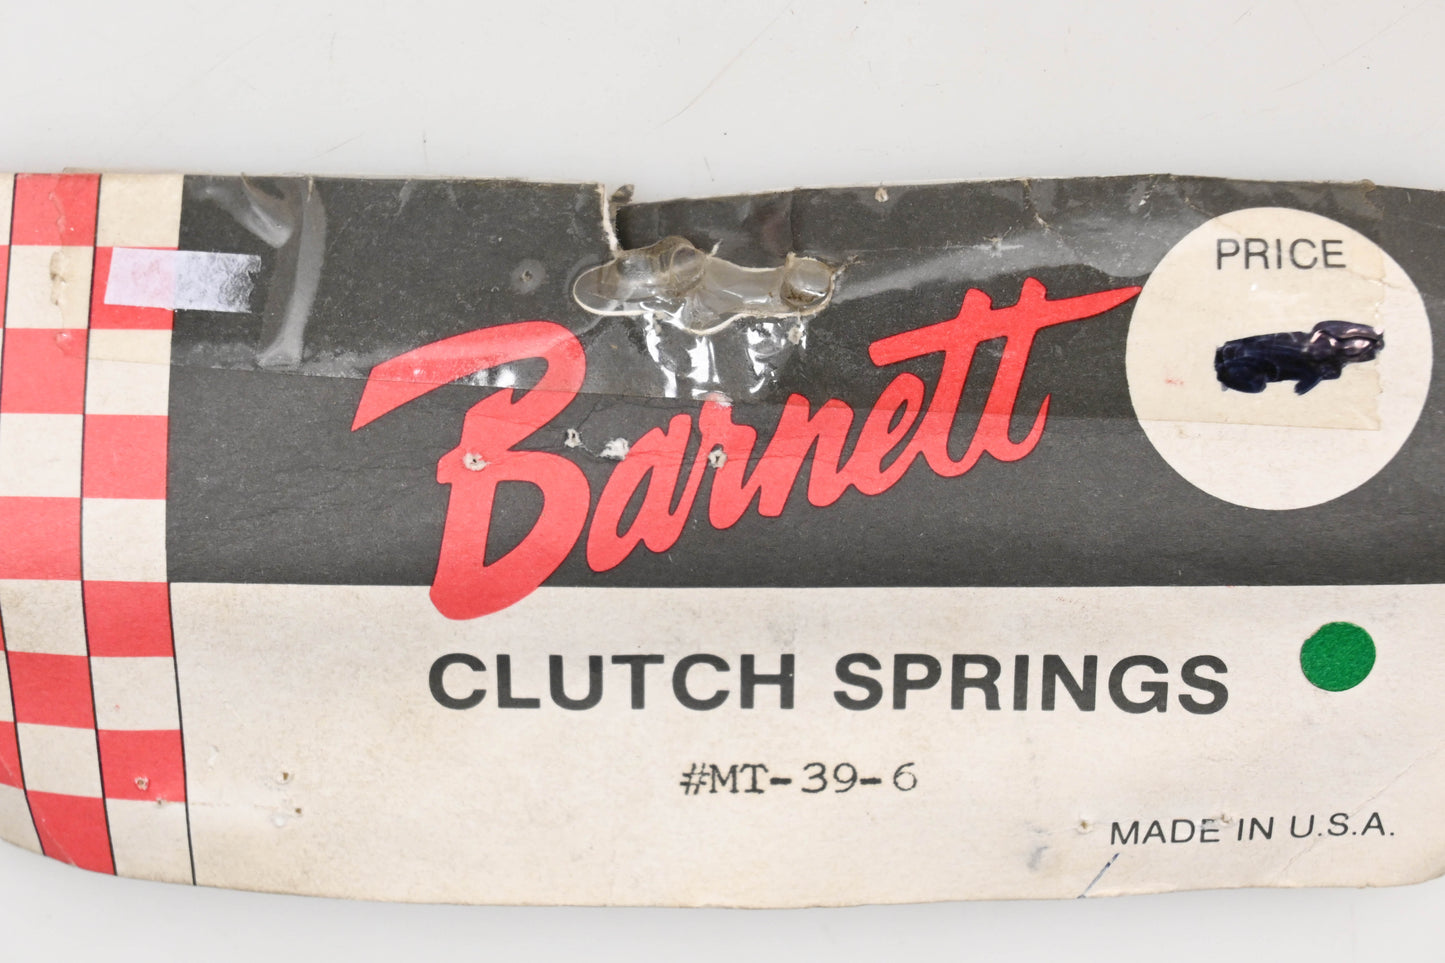 PRICE
Barnett
CLUTCH SPRINGS
#MT-39-6
MADE IN U.S.A.